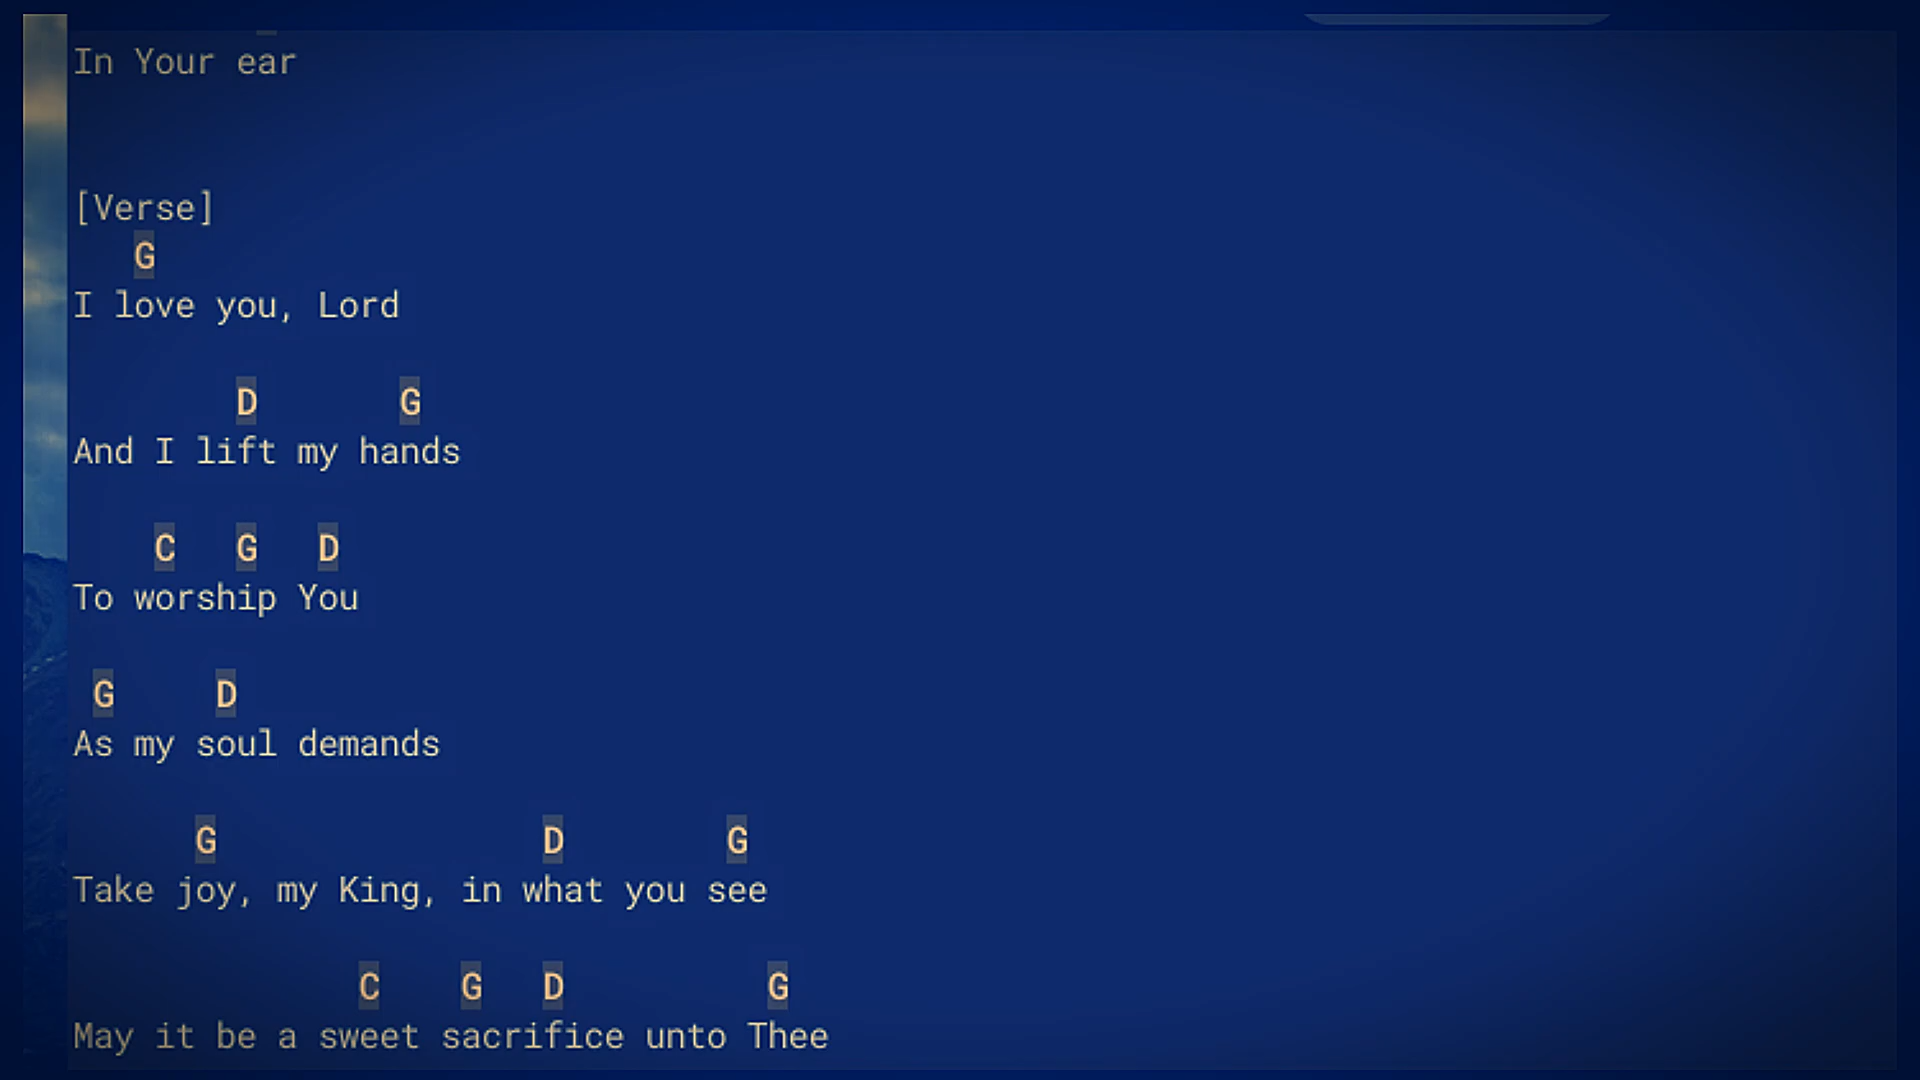 In Your ear
[Verse]
G
I love you, Lord
D G
And I lift my hands
C G D
To worship You
G D
As my soul demands
G D G
Take joy, my King, in what you see
C G D G
May it be a sweet sacrifice unto Thee